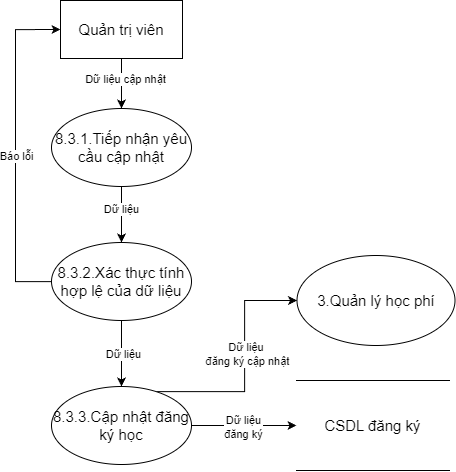 Quản trị viên
Dữ liệu cập nhật
8.3.1.Tiếp nhận yêu
cầu cập nhật
Báo lỗi
Dữ liệu
8.3.2.Xác thực tính
hợp lệ của dữ liệu
3.Quản lý học phí
Dữ liệu
Dữ liệu
đăng ký cập nhật
8.3.3.Cập nhật đăng
ký học
Dữ liệu
đăng ký
CSDL đăng ký